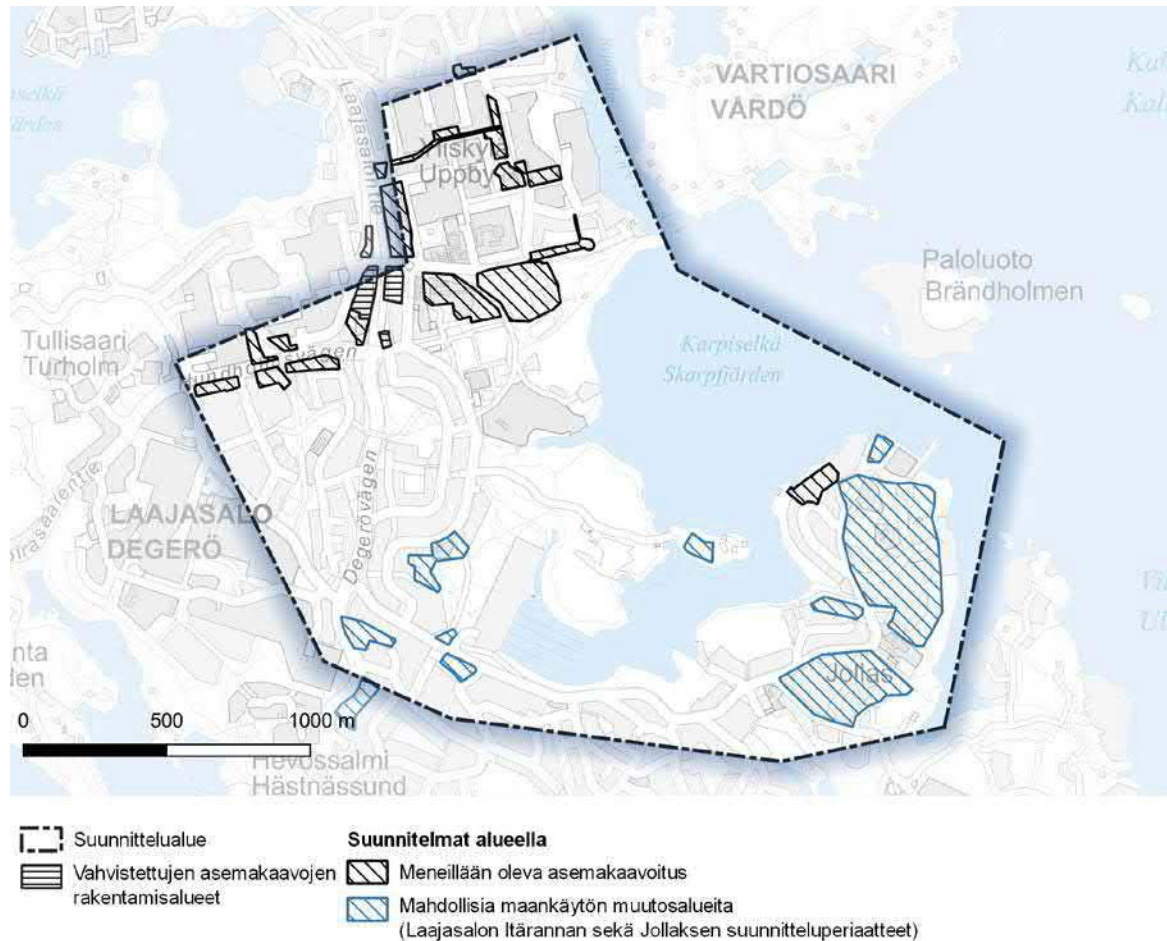 VARTIOSAARI
VÅRDÖ
Laajasalontie
Yliskylä
Uppby
Paloluoto
Brändholmen
Tullisaari
Turholm
Karpiselkä
Skarpfjärden
LAAJASALO
DEGERÖ
Degerövägen
Jollas
0 500 1000 m
Hevossalmi
Hästnässund
Suunnittelualue
Vahvistettujen asemakaavojen
rakentamisalueet
Suunnitelmat alueella
Meneillään oleva asemakaavoitus
Mahdollisia maankäytön muutosalueita
(Laajasalon Itärannan sekä Jollaksen suunnitteluperiaatteet)